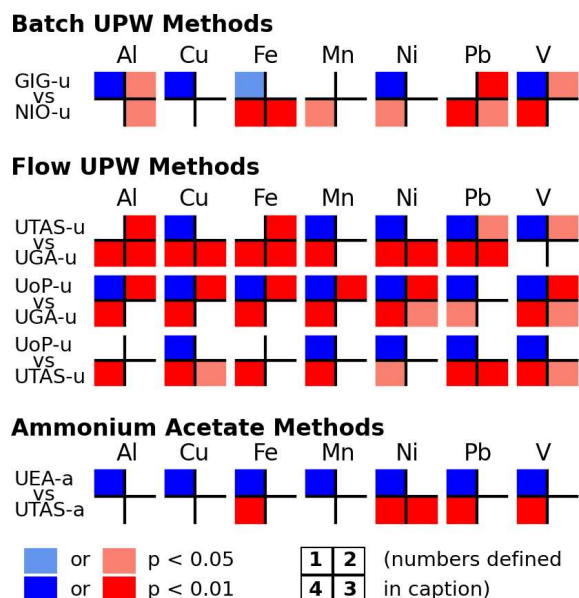 Batch UPW Methods
Al Cu Fe Mn Ni Pb V
GIG-u
vs
NIO-u
Flow UPW Methods
Al Cu Fe Mn Ni Pb V
UTAS-u
vs
UGA-u
UoP-u
vs
UGA-u
UoP-u
vs
UTAS-u
Ammonium Acetate Methods
Al Cu Fe Mn Ni Pb V
UEA-a
vs
UTAS-a
or p < 0.05 1 2 (numbers defined
or p < 0.01 4 3 in caption)